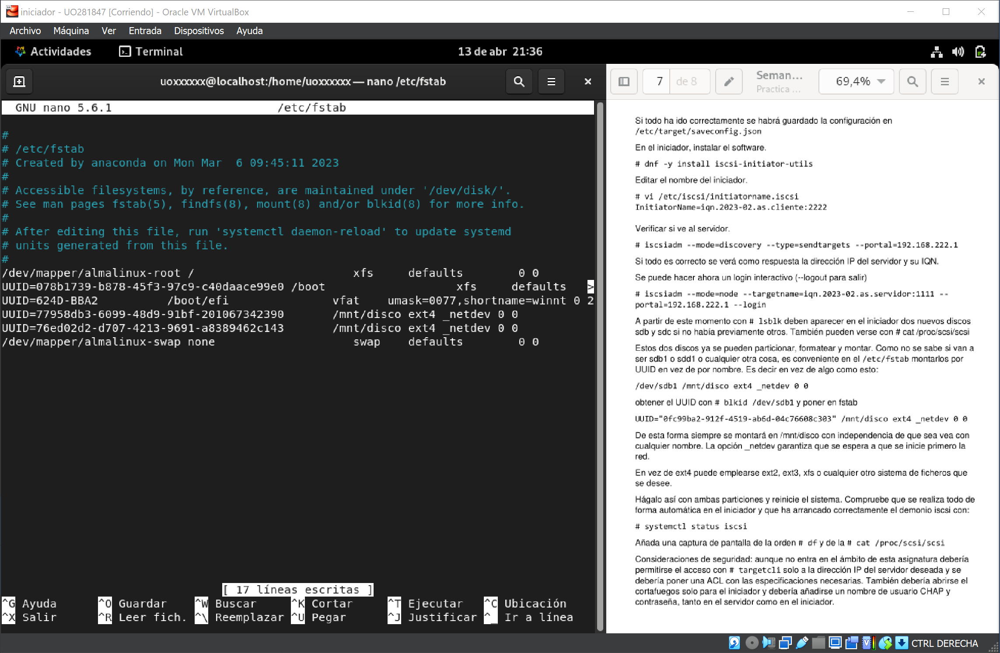 iniciador - UO281847 [Corriendo] - Oracle VM VirtualBox
Archivo Máquina Ver Entrada Dispositivos Ayuda
Actividades Terminal 13 de abr 21:36
uoxxxxxx@localhost:/home/uoxxxxxx — nano /etc/fstab
GNU nano 5.6.1 /etc/fstab
#
# /etc/fstab
# Created by anaconda on Mon Mar  6 09:45:11 2023
#
# Accessible filesystems, by reference, are maintained under '/dev/disk/'.
# See man pages fstab(5), findfs(8), mount(8) and/or blkid(8) for more info.
#
# After editing this file, run 'systemctl daemon-reload' to update systemd
# units generated from this file.
#
/dev/mapper/almalinux-root / xfs defaults 0 0
UUID=078b1739-b878-45f3-97c9-c40daace99e0 /boot xfs defaults >
UUID=624D-BBA2 /boot/efi vfat umask=0077,shortname=winnt 0 2
UUID=77958db3-6099-48d9-91bf-201067342390 /mnt/disco ext4 _netdev 0 0
UUID=76ed02d2-d707-4213-9691-a8389462c143 /mnt/disco ext4 _netdev 0 0
/dev/mapper/almalinux-swap none swap defaults 0 0
[ 17 líneas escritas ]
^G Ayuda ^O Guardar ^W Buscar ^K Cortar ^T Ejecutar ^C Ubicación
^X Salir ^R Leer fich. ^\ Reemplazar ^U Pegar ^J Justificar ^_ Ir a línea
7 de 8 Seman... 69,4%
Practica ...
Si todo ha ido correctamente se habrá guardado la configuración en
/etc/target/saveconfig.json
En el iniciador, instalar el software.
# dnf -y install iscsi-initiator-utils
Editar el nombre del iniciador.
# vi /etc/iscsi/initiatorname.iscsi
InitiatorName=iqn.2023-02.as.cliente:2222
Verificar si ve al servidor.
# iscsiadm --mode=discovery --type=sendtargets --portal=192.168.222.1
Si todo es correcto se verá como respuesta la dirección IP del servidor y su IQN.
Se puede hacer ahora un login interactivo (--logout para salir)
# iscsiadm --mode=node --targetname=iqn.2023-02.as.servidor:1111 --
portal=192.168.222.1 --login
A partir de este momento con # lsblk deben aparecer en el iniciador dos nuevos discos
sdb y sdc si no había previamente otros. También pueden verse con # cat /proc/scsi/scsi
Estos dos discos ya se pueden particionar, formatear y montar. Como no se sabe si van a
ser sdb1 o sdd1 o cualquier otra cosa, es conveniente en el /etc/fstab montarlos por
UUID en vez de por nombre. Es decir en vez de algo como esto:
/dev/sdb1 /mnt/disco ext4 _netdev 0 0
obtener el UUID con # blkid /dev/sdb1 y poner en fstab
UUID="0fc99ba2-912f-4519-ab6d-04c76608c303" /mnt/disco ext4 _netdev 0 0
De esta forma siempre se montará en /mnt/disco con independencia de que sea vea con
cualquier nombre. La opción _netdev garantiza que se espera a que se inicie primero la
red.
En vez de ext4 puede emplearse ext2, ext3, xfs o cualquier otro sistema de ficheros que
se desee.
Hágalo así con ambas particiones y reinicie el sistema. Compruebe que se realiza todo de
forma automática en el iniciador y que ha arrancado correctamente el demonio iscsi con:
# systemctl status iscsi
Añada una captura de pantalla de la orden # df y de la # cat /proc/scsi/scsi
Consideraciones de seguridad: aunque no entra en el ámbito de esta asignatura debería
permitirse el acceso con # targetcli solo a la dirección IP del servidor deseada y se
debería poner una ACL con las especificaciones necesarias. También debería abrirse el
cortafuegos solo para el iniciador y debería añadirse un nombre de usuario CHAP y
contraseña, tanto en el servidor como en el iniciador.
CTRL DERECHA